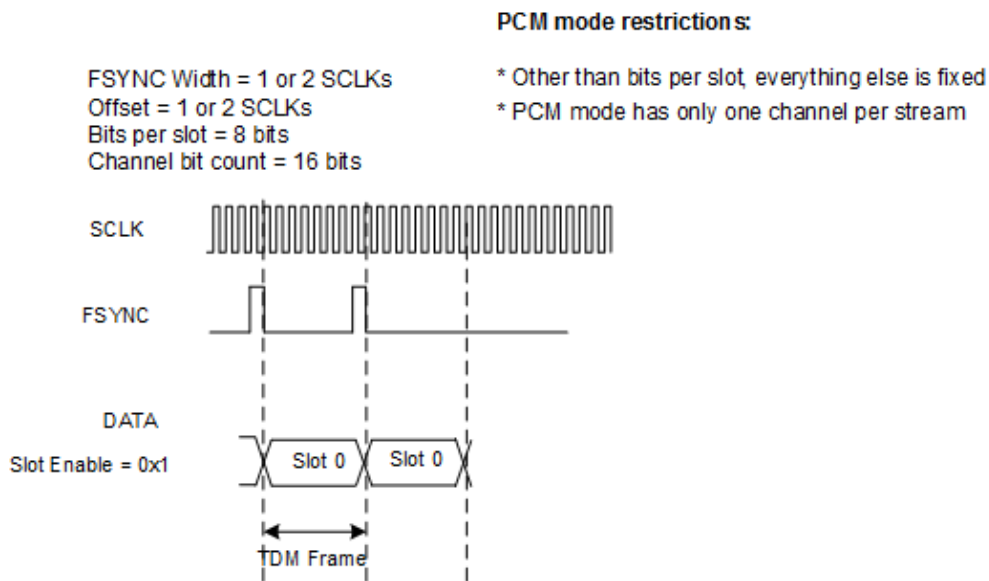 PCM mode restrictions:
FSYNC Width = 1 or 2 SCLKs
Offset = 1 or 2 SCLKs
Bits per slot = 8 bits
Channel bit count = 16 bits
* Other than bits per slot, everything else is fixed
* PCM mode has only one channel per stream
SCLK
FSYNC
DATA
Slot Enable = 0x1
Slot 0
Slot 0
TDM Frame